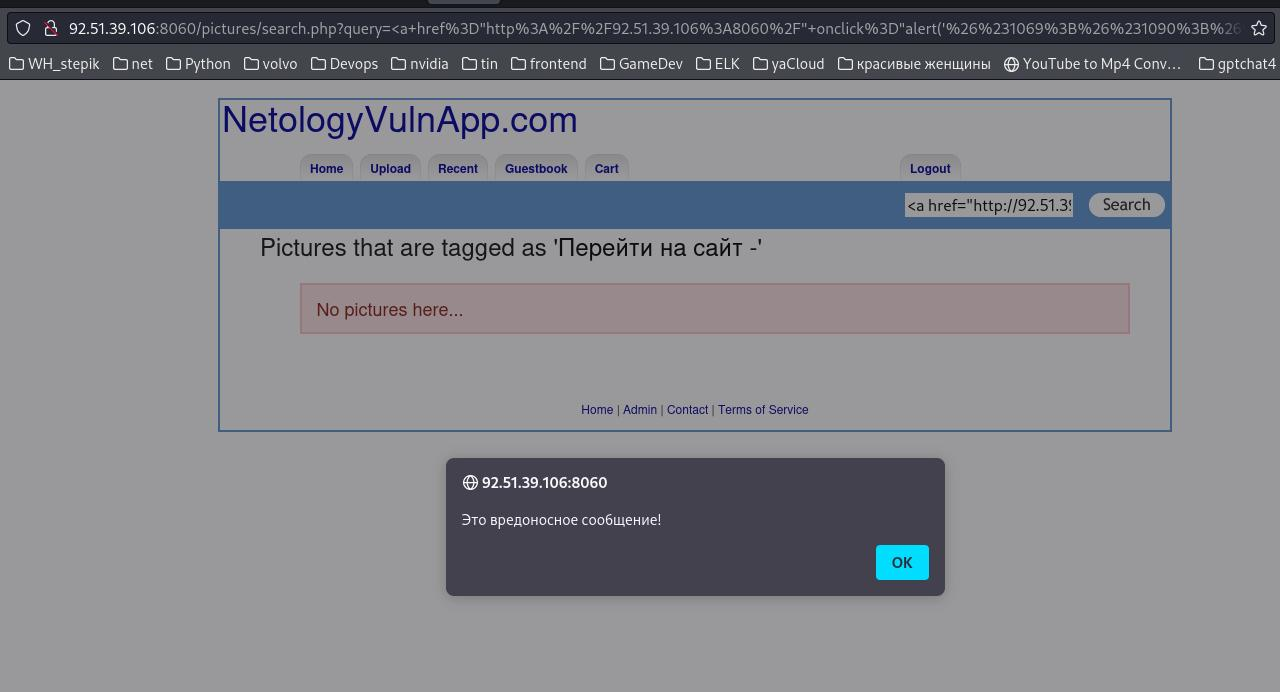 92.51.39.106:8060/pictures/search.php?query=<a+href%3D"http%3A%2F%2F92.51.39.106%3A8060%2F"+onclick%3D"alert('%26%231069%3B%26%231090%3B%26
WH_stepik net Python volvo Devops nvidia tin frontend GameDev ELK yaCloud красивые женщины YouTube to Mp4 Conv… gptchat4
NetologyVulnApp.com
Home Upload Recent Guestbook Cart Logout
<a href="http://92.51.39 Search
Pictures that are tagged as 'Перейти на сайт -'
No pictures here...
Home | Admin | Contact | Terms of Service
92.51.39.106:8060
Это вредоносное сообщение!
OK